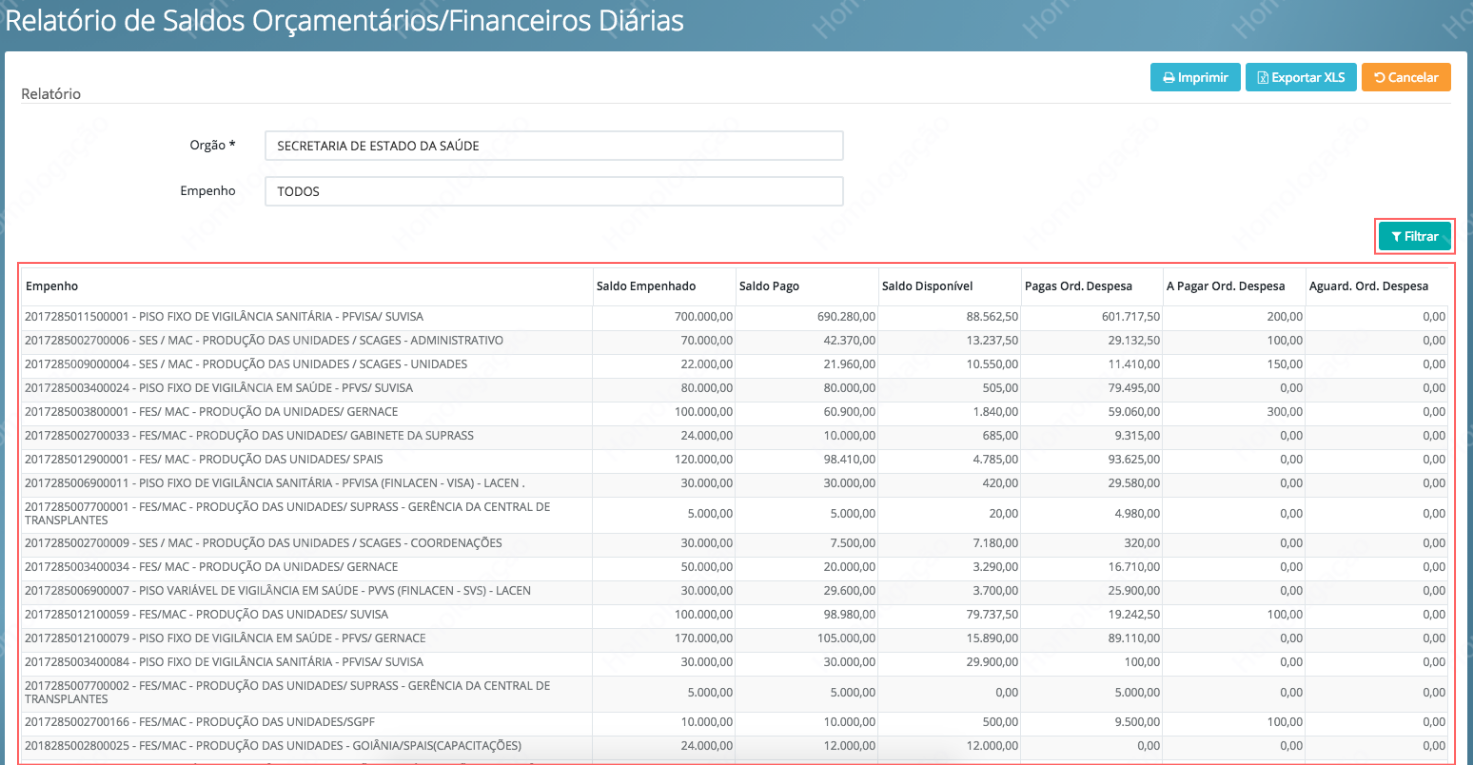 Relatório de Saldos Orçamentários/Financeiros Diárias
Imprimir Exportar XLS Cancelar
Relatório
Orgão * SECRETARIA DE ESTADO DA SAÚDE
Empenho TODOS
Filtrar
Empenho Saldo Empenhado Saldo Pago Saldo Disponível Pagas Ord. Despesa A Pagar Ord. Despesa Aguard. Ord. Despesa
2017285011500001 - PISO FIXO DE VIGILÂNCIA SANITÁRIA - PFVISA/ SUVISA 700.000,00 690.280,00 88.562,50 601.717,50 200,00 0,00
2017285002700006 - SES / MAC - PRODUÇÃO DAS UNIDADES / SCAGES - ADMINISTRATIVO 70.000,00 42.370,00 13.237,50 29.132,50 100,00 0,00
2017285009000004 - SES / MAC - PRODUÇÃO DAS UNIDADES / SCAGES - UNIDADES 22.000,00 21.960,00 10.550,00 11.410,00 150,00 0,00
2017285003400024 - PISO FIXO DE VIGILÂNCIA EM SAÚDE - PFVS/ SUVISA 80.000,00 80.000,00 505,00 79.495,00 0,00 0,00
2017285003800001 - FES/ MAC - PRODUÇÃO DA UNIDADES/ GERNACE 100.000,00 60.900,00 1.840,00 59.060,00 300,00 0,00
2017285002700033 - FES/MAC - PRODUÇÃO DAS UNIDADES/ GABINETE DA SUPRASS 24.000,00 10.000,00 685,00 9.315,00 0,00 0,00
2017285012900001 - FES/ MAC - PRODUÇÃO DAS UNIDADES/ SPAIS 120.000,00 98.410,00 4.785,00 93.625,00 0,00 0,00
2017285006900011 - PISO FIXO DE VIGILÂNCIA SANITÁRIA - PFVISA (FINLACEN - VISA) - LACEN . 30.000,00 30.000,00 420,00 29.580,00 0,00 0,00
2017285007700001 - FES/MAC - PRODUÇÃO DAS UNIDADES/ SUPRASS - GERÊNCIA DA CENTRAL DE
TRANSPLANTES 5.000,00 5.000,00 20,00 4.980,00 0,00 0,00
2017285002700009 - SES / MAC - PRODUÇÃO DAS UNIDADES / SCAGES - COORDENAÇÕES 30.000,00 7.500,00 7.180,00 320,00 0,00 0,00
2017285003400034 - FES/ MAC - PRODUÇÃO DA UNIDADES/ GERNACE 50.000,00 20.000,00 3.290,00 16.710,00 0,00 0,00
2017285006900007 - PISO VARIÁVEL DE VIGILÂNCIA EM SAÚDE - PVVS (FINLACEN - SVS) - LACEN 30.000,00 29.600,00 3.700,00 25.900,00 0,00 0,00
2017285012100059 - FES/MAC - PRODUÇÃO DAS UNIDADES/ SUVISA 100.000,00 98.980,00 79.737,50 19.242,50 100,00 0,00
2017285012100079 - PISO FIXO DE VIGILÂNCIA EM SAÚDE - PFVS/ GERNACE 170.000,00 105.000,00 15.890,00 89.110,00 0,00 0,00
2017285003400084 - PISO FIXO DE VIGILÂNCIA SANITÁRIA - PFVISA/ SUVISA 30.000,00 30.000,00 29.900,00 100,00 0,00 0,00
2017285007700002 - FES/MAC - PRODUÇÃO DAS UNIDADES/ SUPRASS - GERÊNCIA DA CENTRAL DE
TRANSPLANTES 5.000,00 5.000,00 0,00 5.000,00 0,00 0,00
2017285002700166 - FES/MAC - PRODUÇÃO DAS UNIDADES/SGPF 10.000,00 10.000,00 500,00 9.500,00 100,00 0,00
2018285002800025 - FES/MAC - PRODUÇÃO DAS UNIDADES - GOIÂNIA/SPAIS(CAPACITAÇÕES) 24.000,00 12.000,00 12.000,00 0,00 0,00 0,00